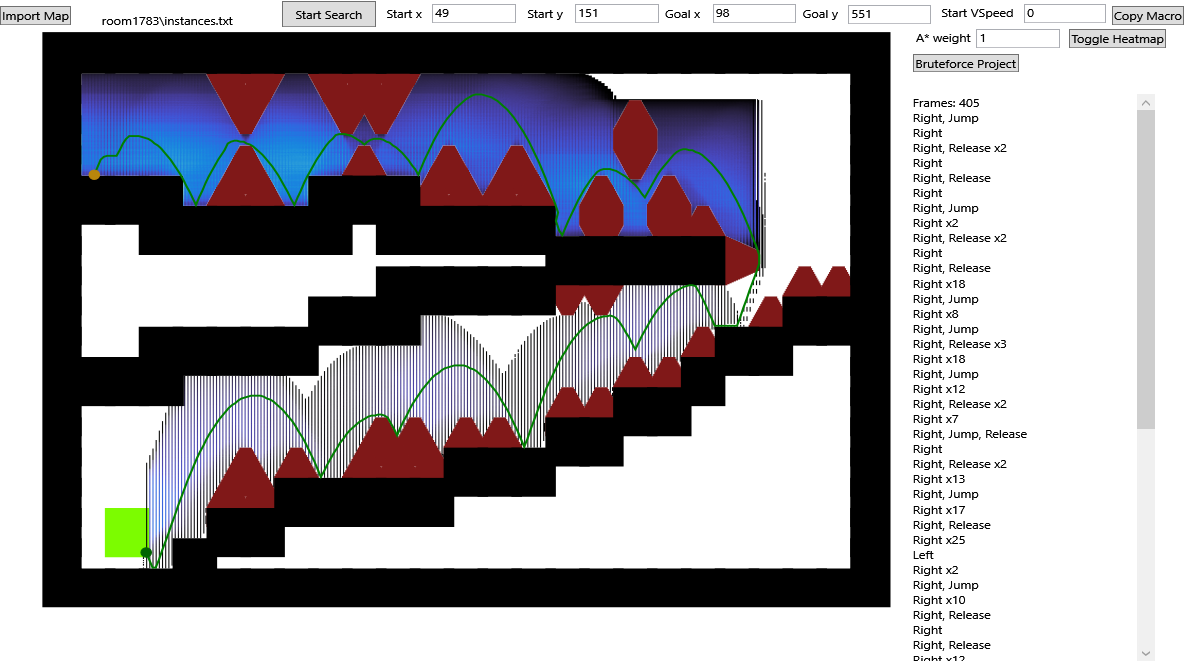 Import Map
room1783\instances.txt
Start Search
Start x 49
Start y 151
Goal x 98
Goal y 551
Start VSpeed 0
Copy Macro
A* weight 1
Toggle Heatmap
Bruteforce Project
Frames: 405
Right, Jump
Right
Right, Release x2
Right
Right, Release
Right
Right, Jump
Right x2
Right, Release x2
Right
Right, Release
Right x18
Right, Jump
Right x8
Right, Jump
Right, Release x3
Right x18
Right, Jump
Right x12
Right, Release x2
Right x7
Right, Jump, Release
Right
Right, Release x2
Right x13
Right, Jump
Right x17
Right, Release
Right x25
Left
Right x2
Right, Jump
Right x10
Right, Release
Right
Right, Release
Right x12